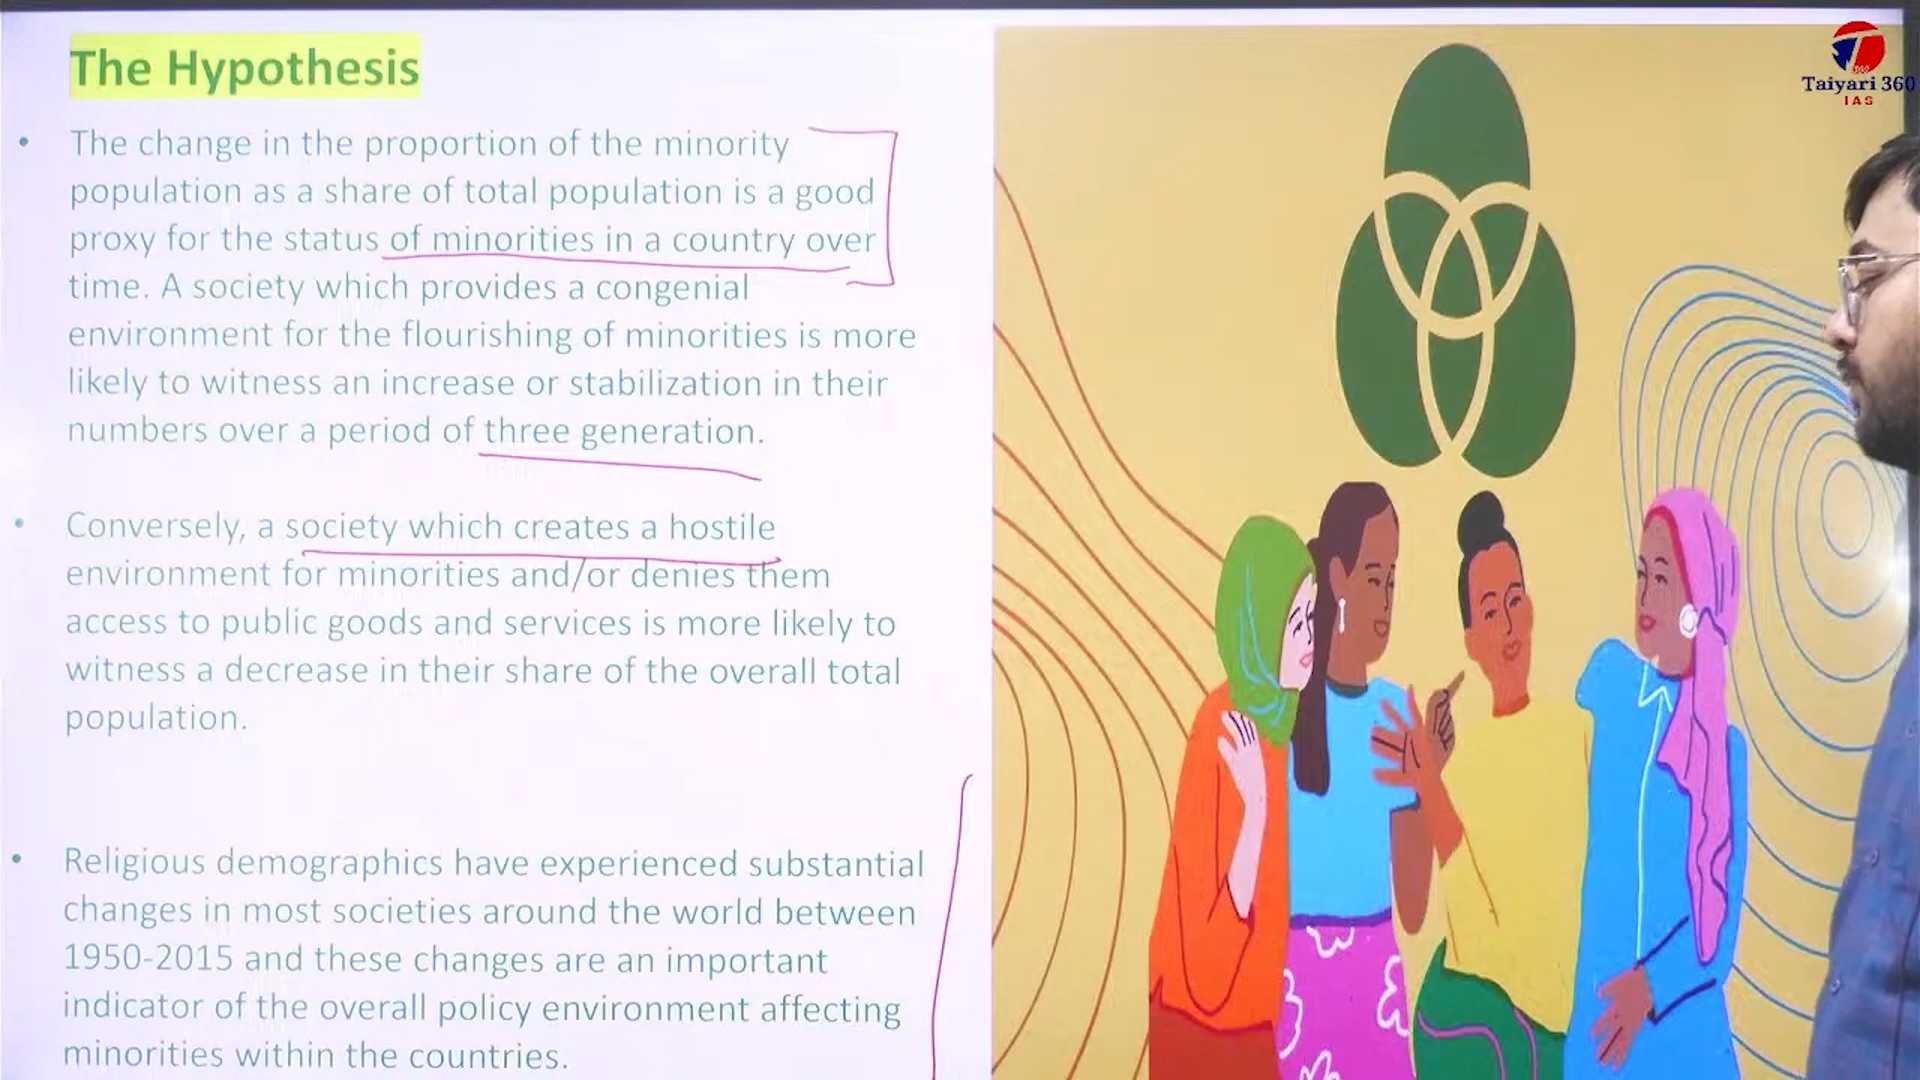 The Hypothesis
• The change in the proportion of the minority
population as a share of total population is a good
proxy for the status of minorities in a country over
time. A society which provides a congenial
environment for the flourishing of minorities is more
likely to witness an increase or stabilization in their
numbers over a period of three generation.
• Conversely, a society which creates a hostile
environment for minorities and/or denies them
access to public goods and services is more likely to
witness a decrease in their share of the overall total
population.
• Religious demographics have experienced substantial
changes in most societies around the world between
1950-2015 and these changes are an important
indicator of the overall policy environment affecting
minorities within the countries.
Taiyari 360
IAS